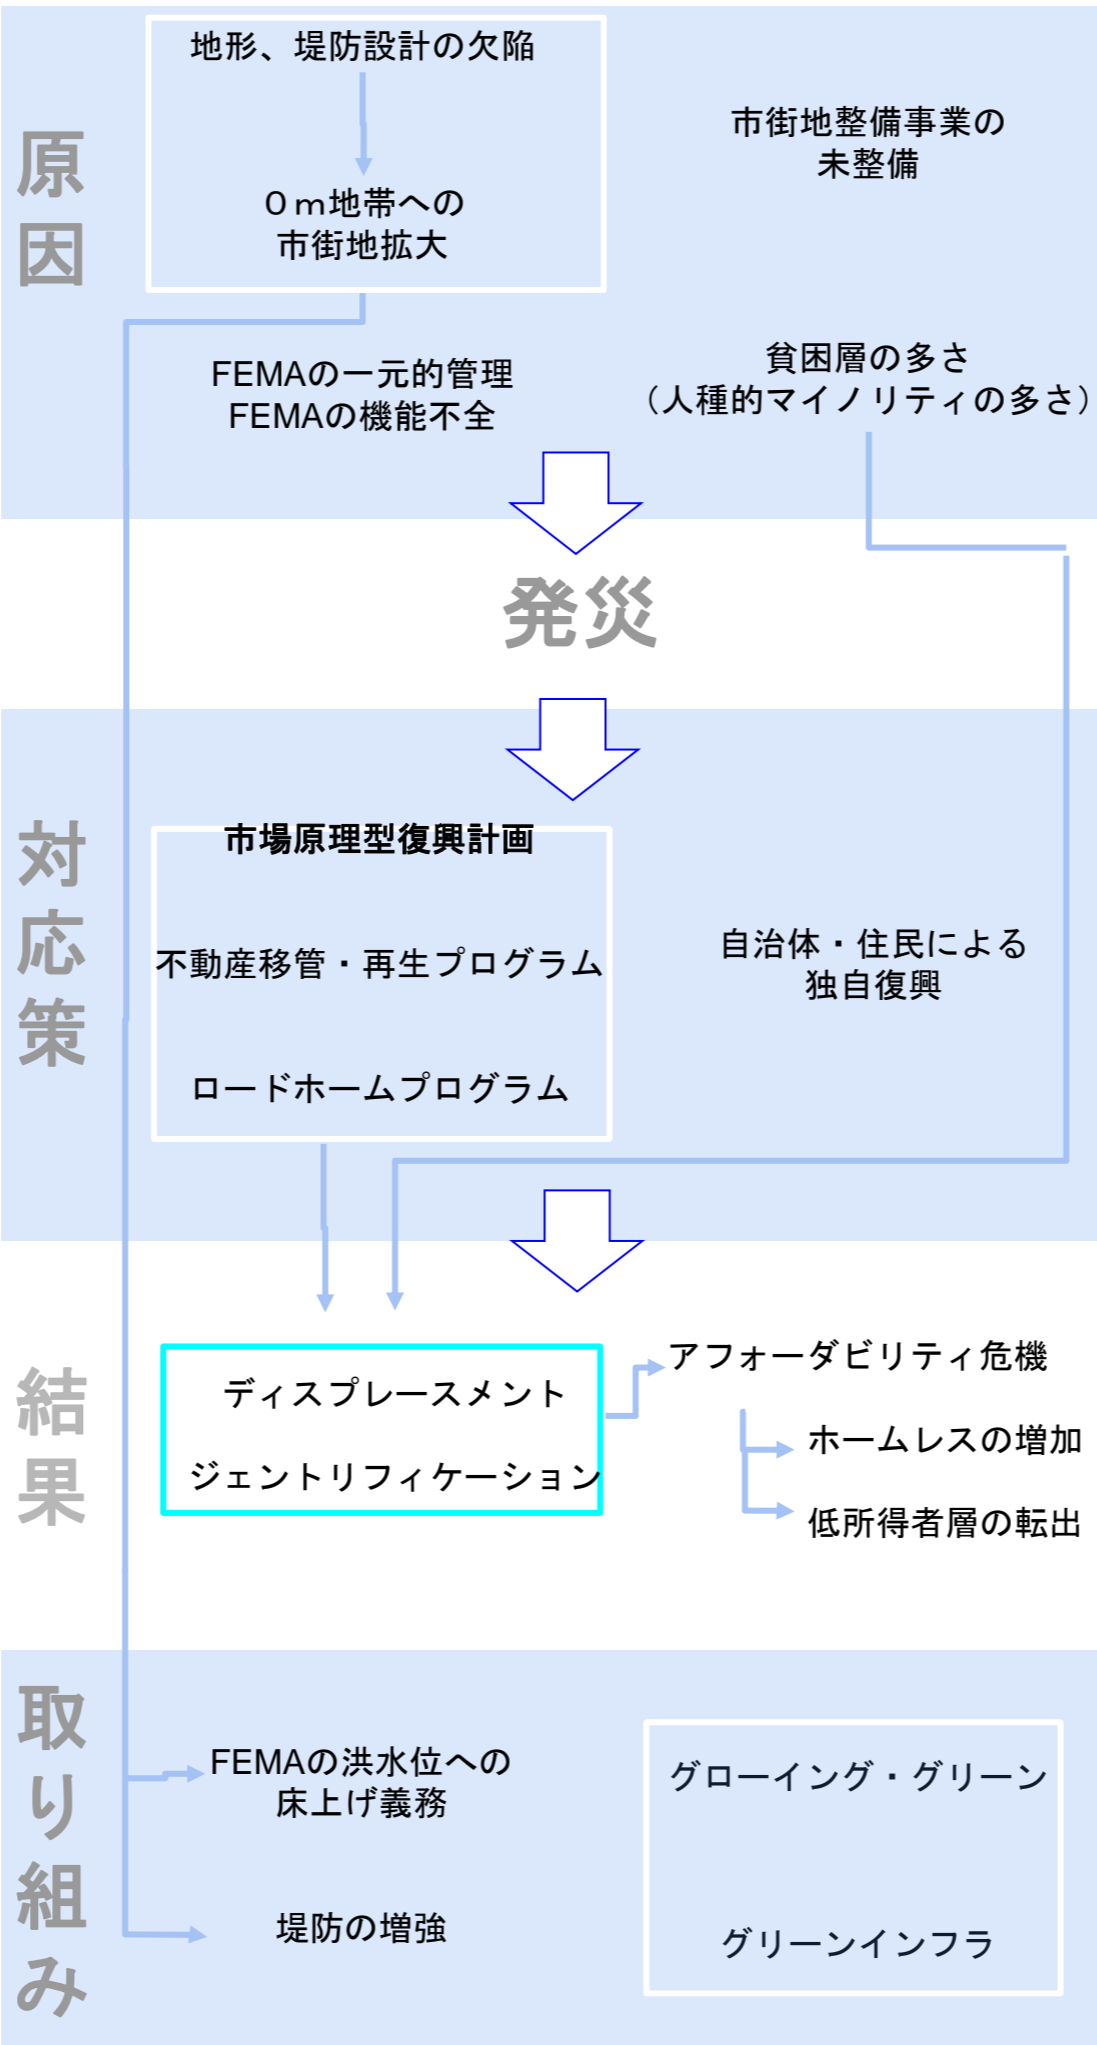 原因
地形、堤防設計の欠陥
０ｍ地帯への
市街地拡大
市街地整備事業の
未整備
FEMAの一元的管理
FEMAの機能不全
貧困層の多さ
（人種的マイノリティの多さ）
発災
対応策
市場原理型復興計画
不動産移管・再生プログラム
ロードホームプログラム
自治体・住民による
独自復興
結果
ディスプレースメント
ジェントリフィケーション
アフォーダビリティ危機
ホームレスの増加
低所得者層の転出
取り組み
FEMAの洪水位への
床上げ義務
堤防の増強
グローイング・グリーン
グリーンインフラ